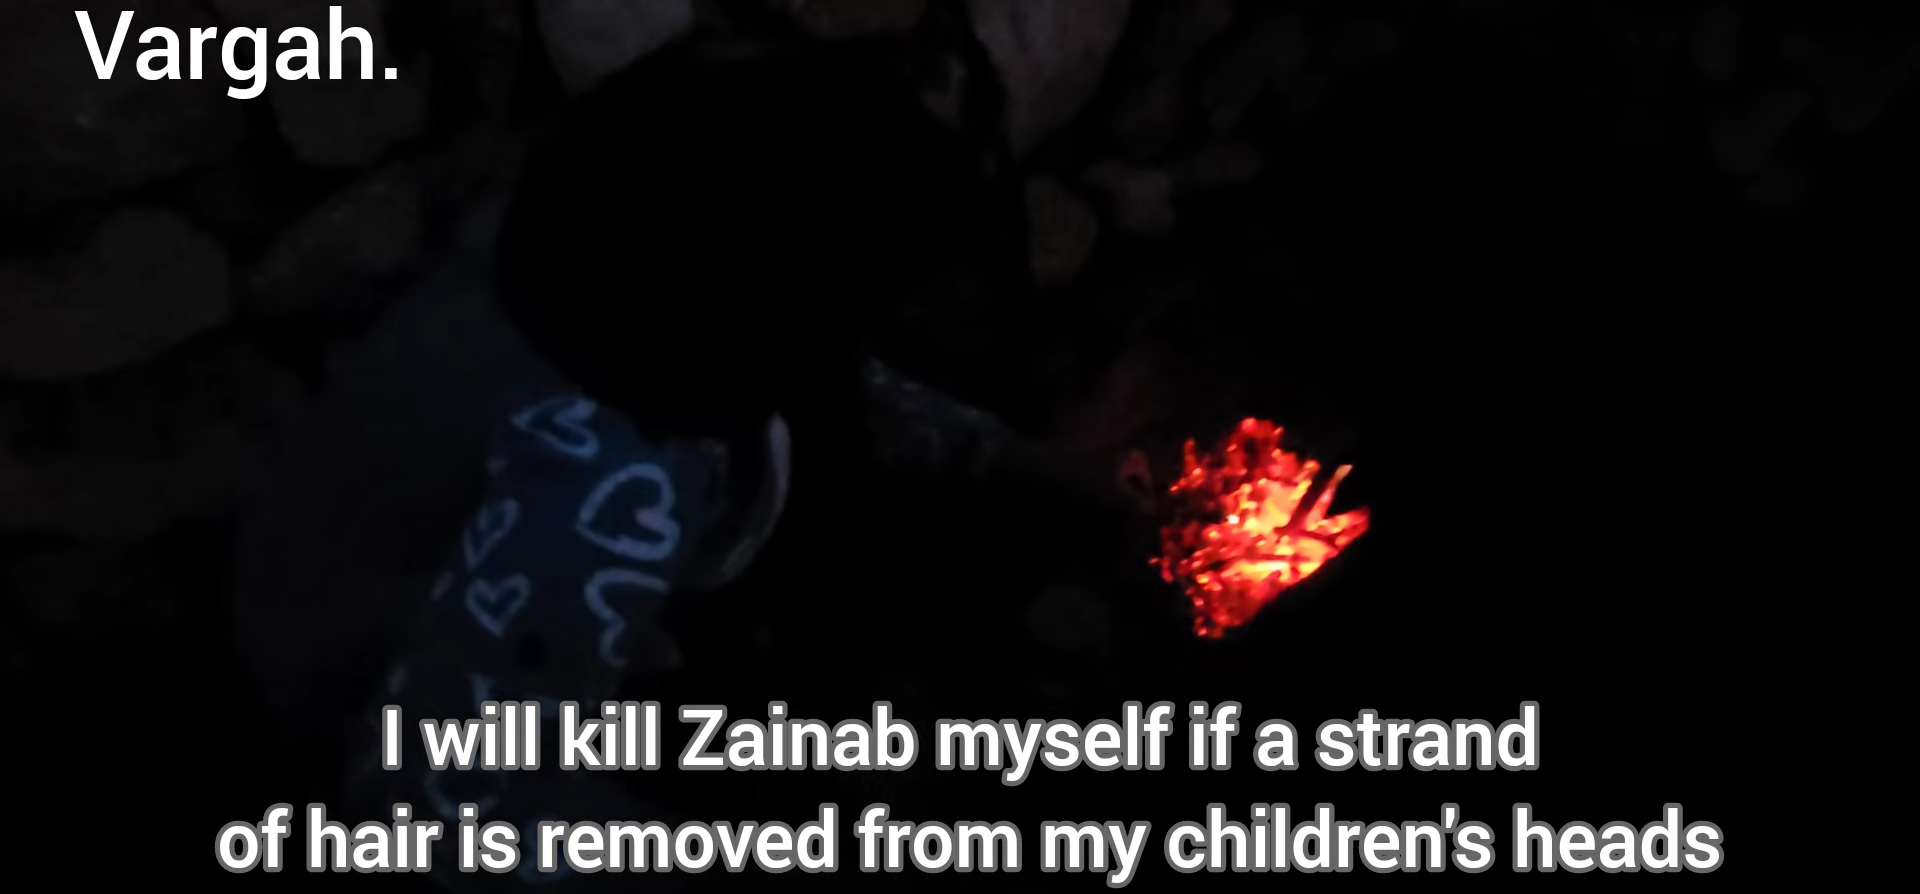 Vargah.
I will kill Zainab myself if a strand
of hair is removed from my children's heads